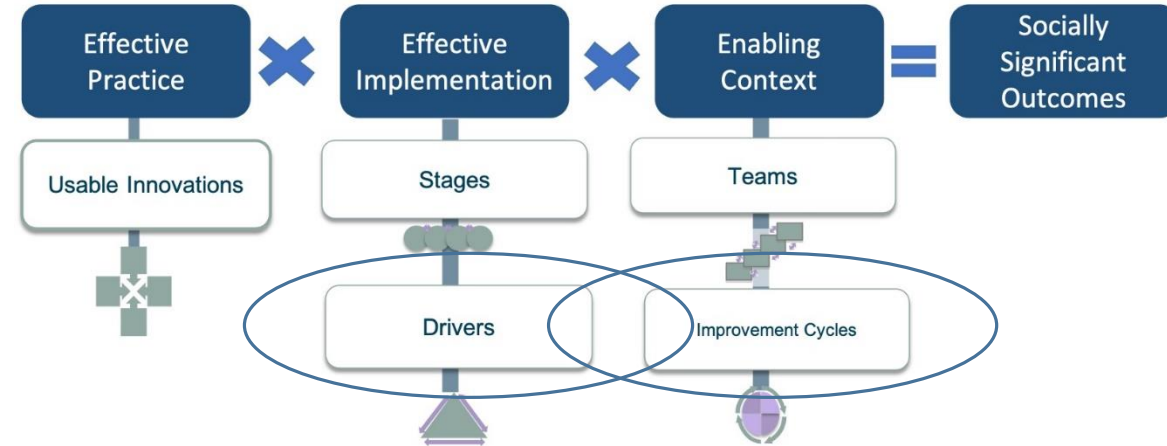 Effective
Practice
Effective
Implementation
Enabling
Context
Socially
Significant
Outcomes
Usable Innovations
Stages
Teams
Drivers
Improvement Cycles